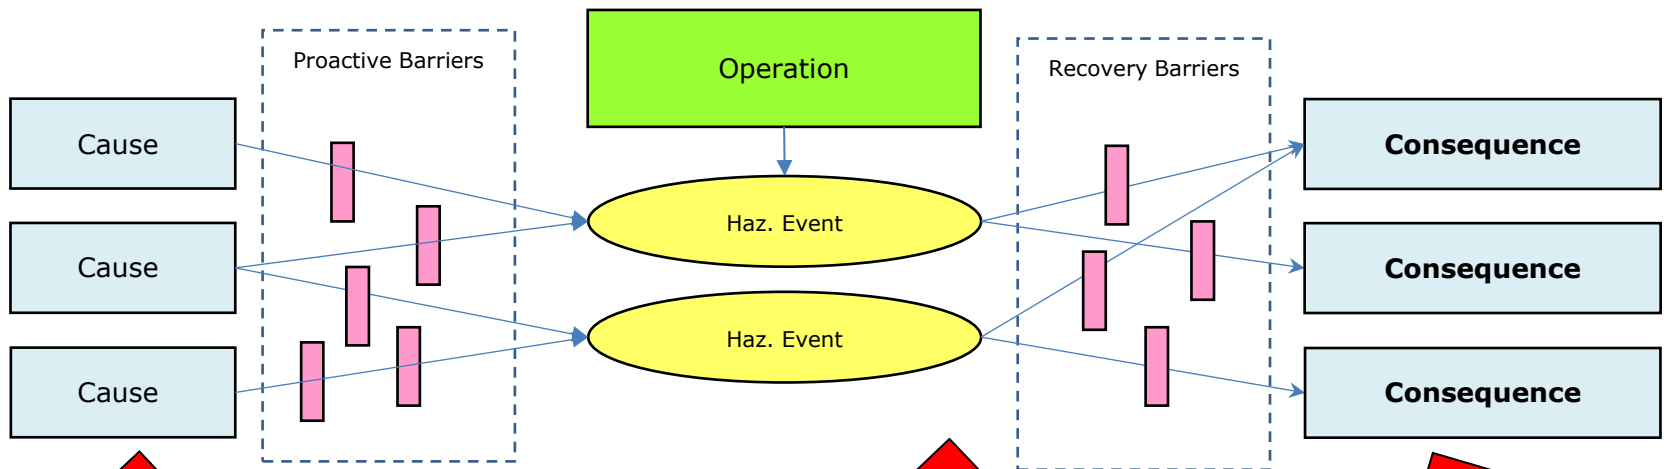 Proactive Barriers
Operation
Recovery Barriers
Cause
Consequence
Haz. Event
Cause
Consequence
Haz. Event
Cause
Consequence